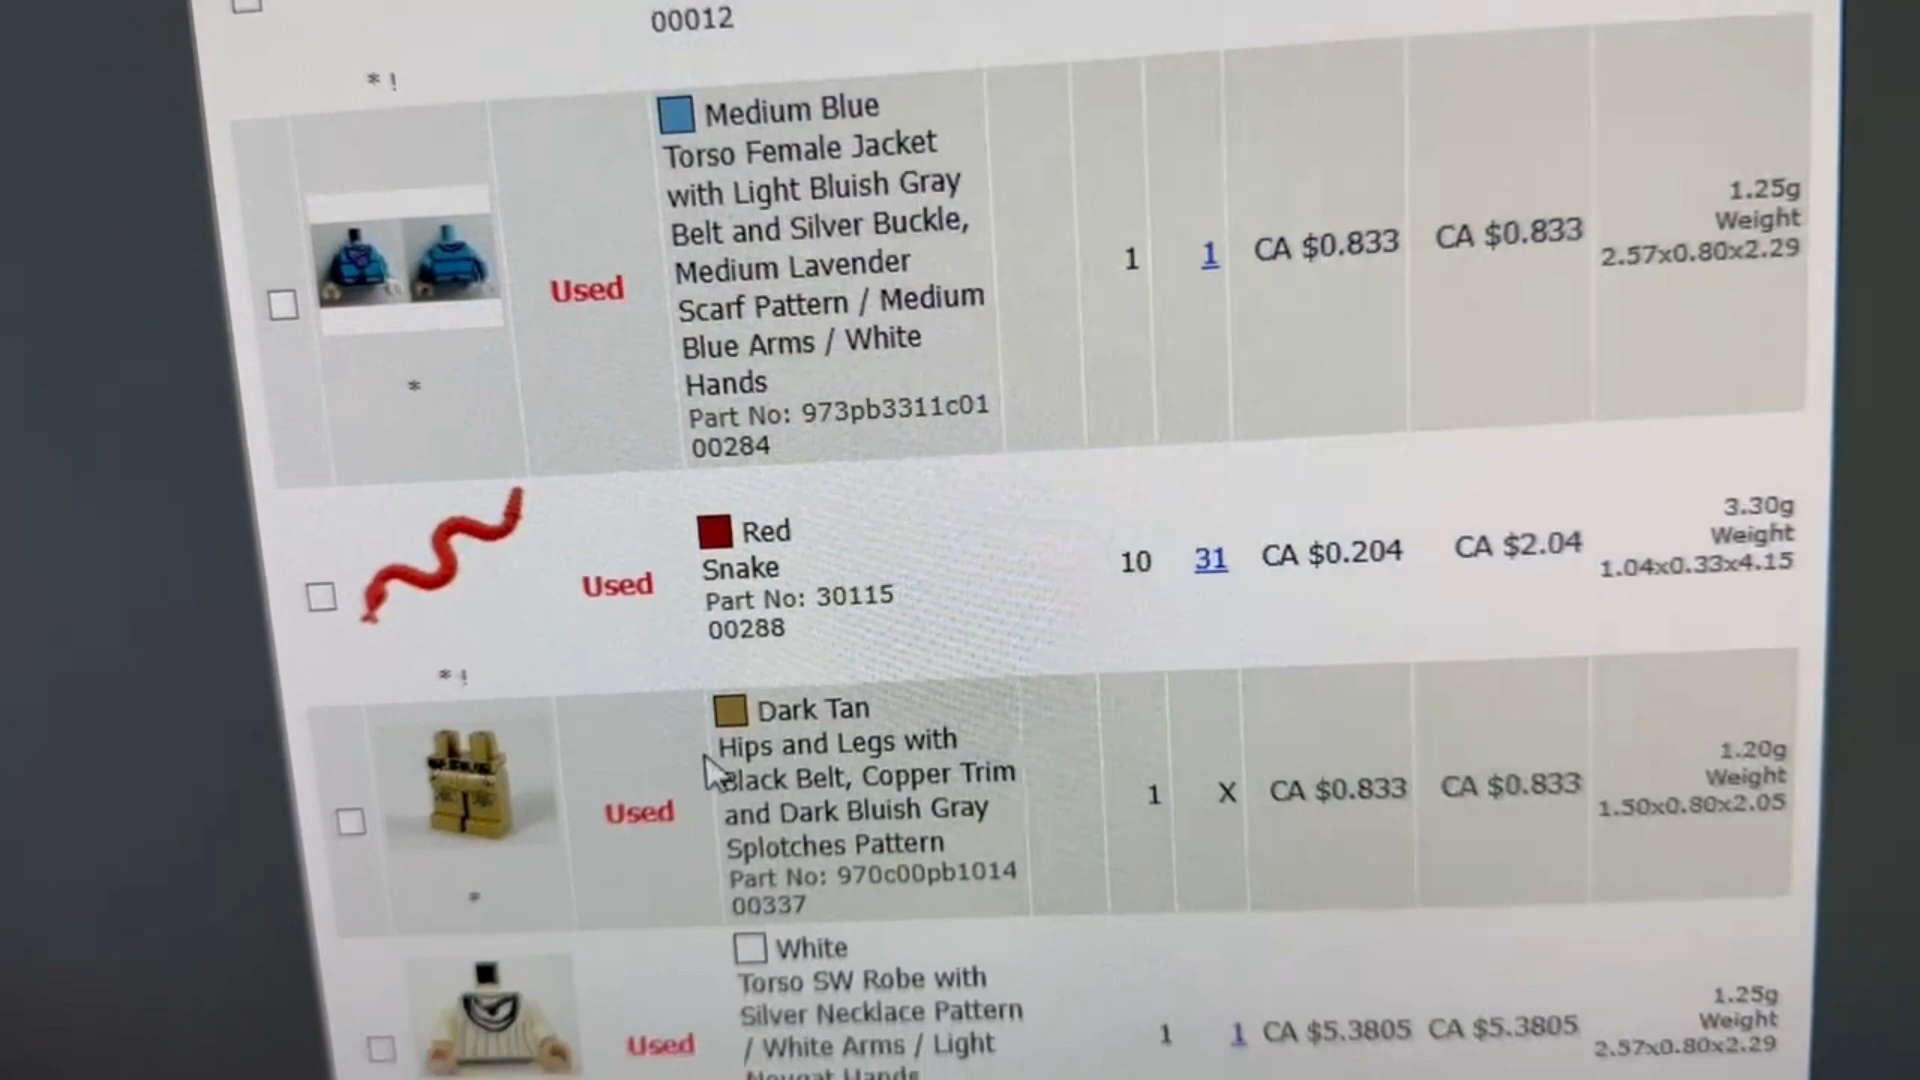 00012
* !
Medium Blue
Torso Female Jacket
with Light Bluish Gray
Belt and Silver Buckle,
Medium Lavender
Scarf Pattern / Medium
Blue Arms / White
Hands
Part No: 973pb3311c01
00284
Used
1
1
CA $0.833
CA $0.833
1.25g
Weight
2.57x0.80x2.29
*
Red
Snake
Part No: 30115
00288
Used
10
31
CA $0.204
CA $2.04
3.30g
Weight
1.04x0.33x4.15
* !
Dark Tan
Hips and Legs with
Black Belt, Copper Trim
and Dark Bluish Gray
Splotches Pattern
Part No: 970c00pb1014
00337
Used
1
X
CA $0.833
CA $0.833
1.20g
Weight
1.50x0.80x2.05
*
White
Torso SW Robe with
Silver Necklace Pattern
/ White Arms / Light
Nougat Hands
Used
1
1
CA $5.3805
CA $5.3805
1.25g
Weight
2.57x0.80x2.29